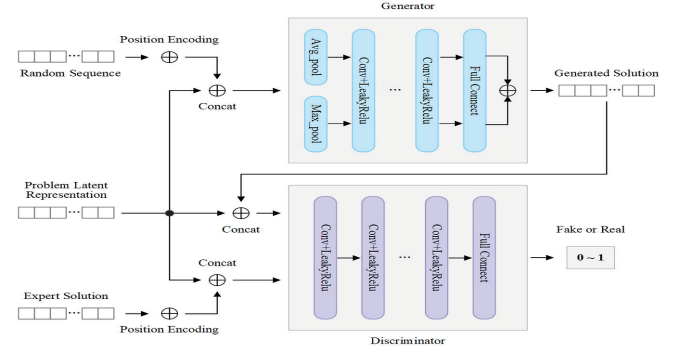 Generator
Position Encoding
Random Sequence
Concat
Avg_pool
Max_pool
Conv+LeakyRelu
...
Conv+LeakyRelu
Full Connect
Generated Solution
Problem Latent
Representation
Concat
Concat
Expert Solution
Position Encoding
Conv+LeakyRelu
Conv+LeakyRelu
...
Conv+LeakyRelu
Full Connect
Fake or Real
0 ~ 1
Discriminator